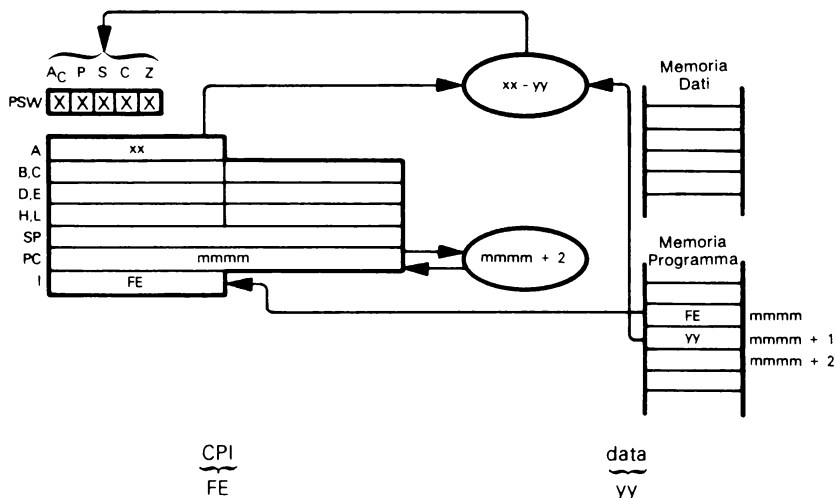 A_C P S C Z
PSW X X X X X
A xx
B,C
D,E
H,L
SP
PC mmmm
I FE
xx - yy
mmmm + 2
Memoria
Dati
Memoria
Programma
FE mmmm
yy mmmm + 1
mmmm + 2
CPI
FE
data
yy